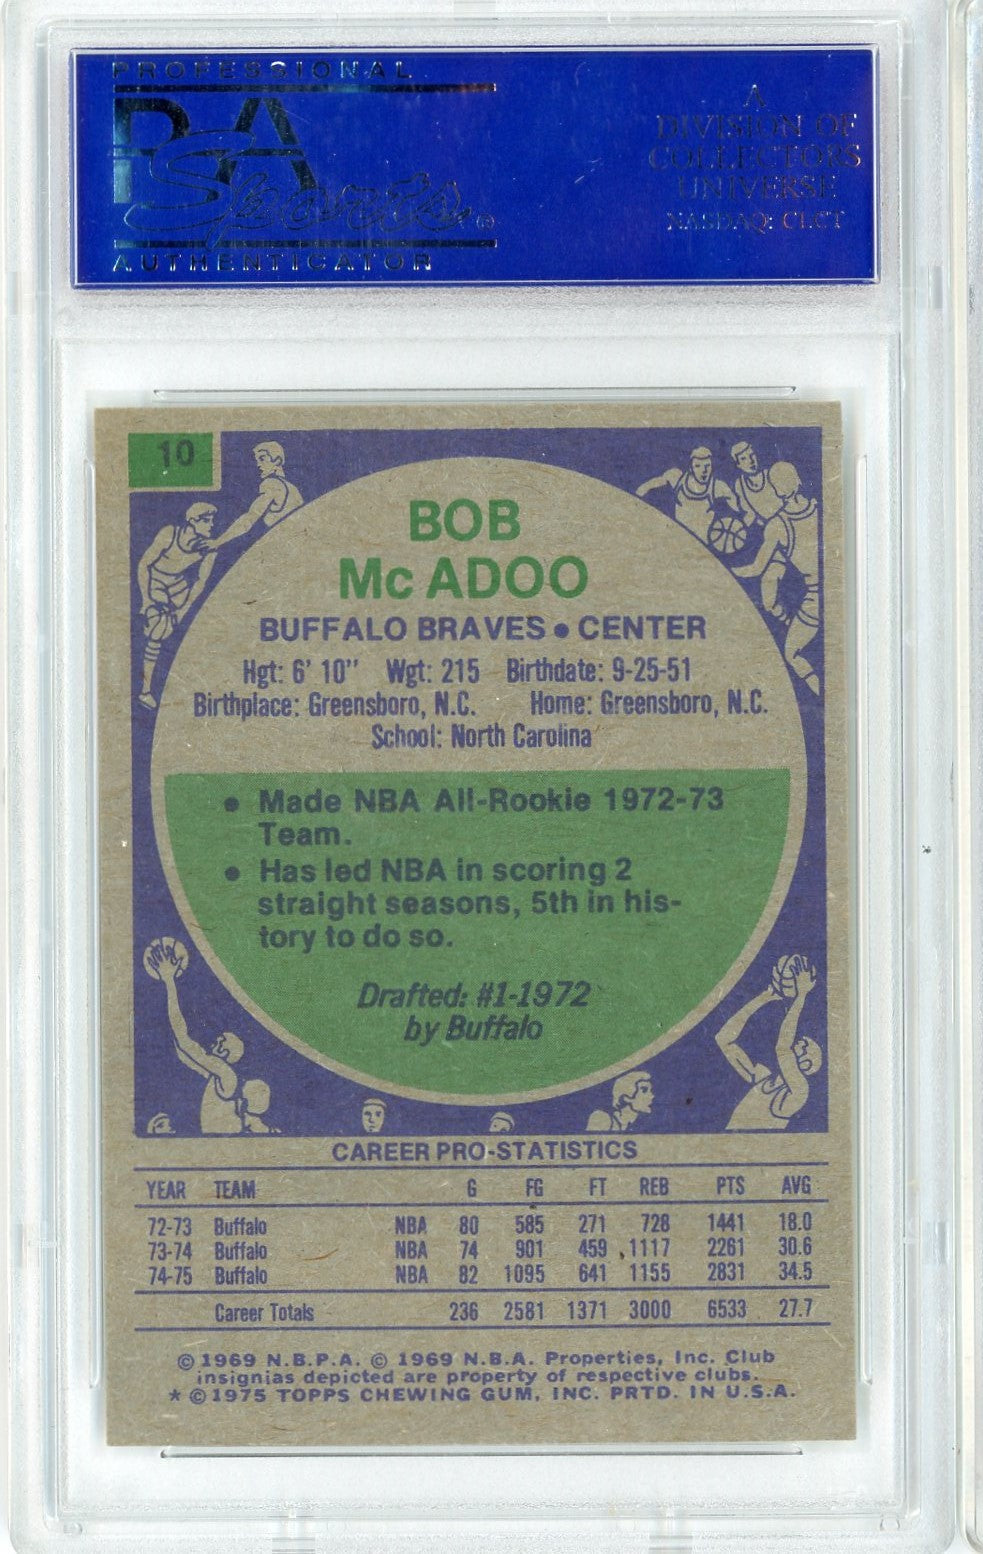 PROFESSIONAL
PSA
Sports®
AUTHENTICATOR
A
DIVISION OF
COLLECTORS
UNIVERSE
NASDAQ: CLCT
10
BOB
Mc ADOO
BUFFALO BRAVES • CENTER
Hgt: 6' 10" Wgt: 215 Birthdate: 9-25-51
Birthplace: Greensboro, N.C. Home: Greensboro, N.C.
School: North Carolina
• Made NBA All-Rookie 1972-73
Team.
• Has led NBA in scoring 2
straight seasons, 5th in his-
tory to do so.
Drafted: #1-1972
by Buffalo
CAREER PRO-STATISTICS
YEAR TEAM G FG FT REB PTS AVG
72-73 Buffalo NBA 80 585 271 728 1441 18.0
73-74 Buffalo NBA 74 901 459 1117 2261 30.6
74-75 Buffalo NBA 82 1095 641 1155 2831 34.5
Career Totals 236 2581 1371 3000 6533 27.7
© 1969 N.B.P.A. © 1969 N.B.A. Properties, Inc. Club
insignias depicted are property of respective clubs.
* © 1975 TOPPS CHEWING GUM, INC. PRTD. IN U.S.A.